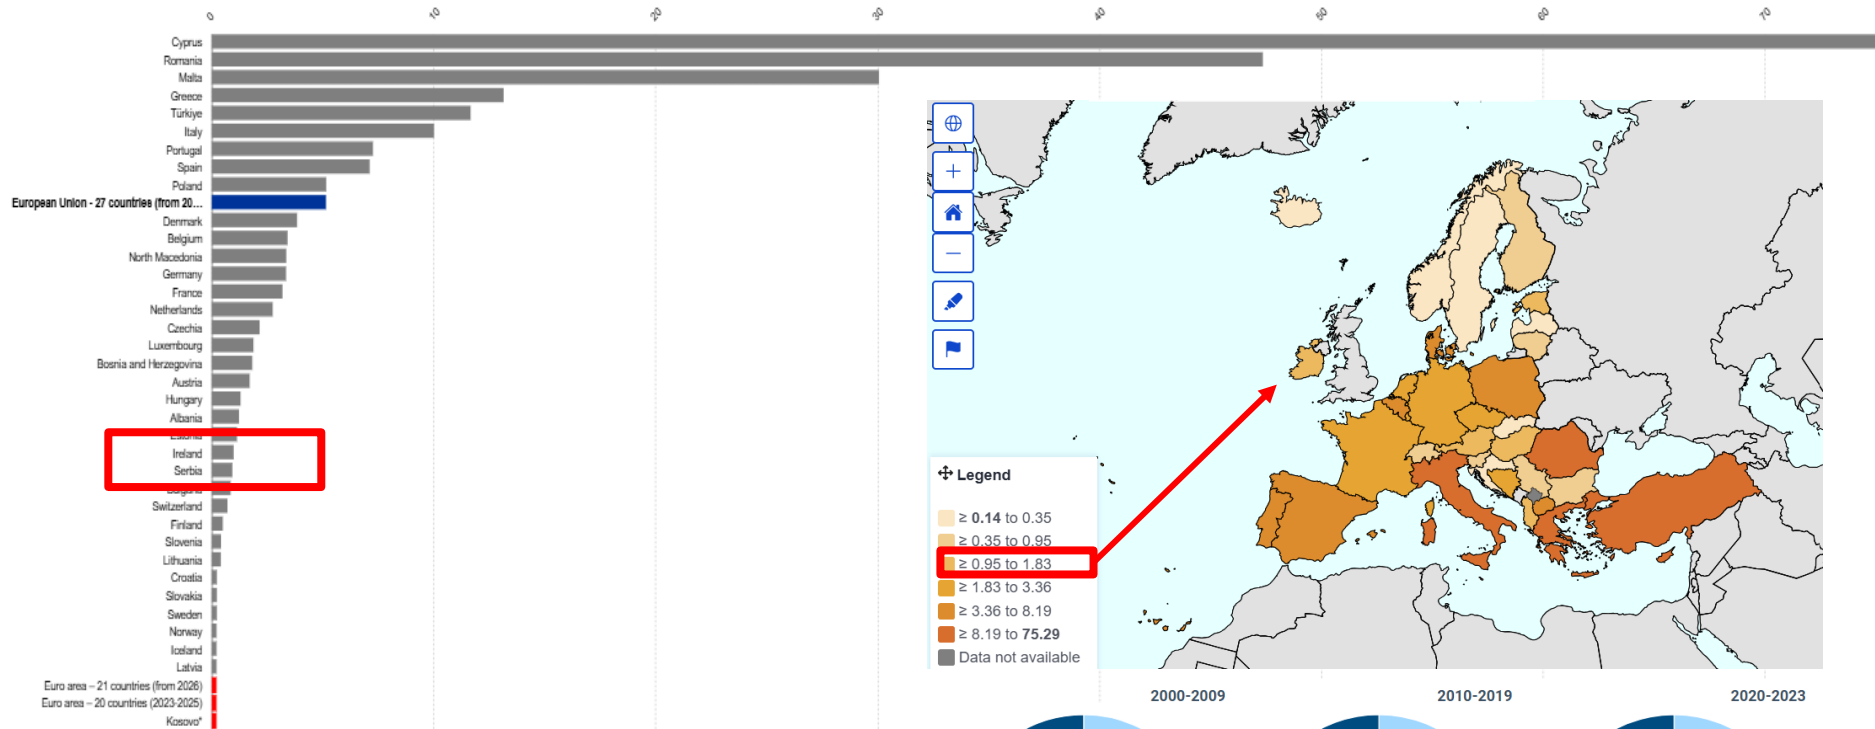 0
10
20
30
40
50
60
70
Cyprus
Romania
Malta
Greece
Türkiye
Italy
Portugal
Spain
Poland
European Union - 27 countries (from 20...
Denmark
Belgium
North Macedonia
Germany
France
Netherlands
Czechia
Luxembourg
Bosnia and Herzegovina
Austria
Hungary
Albania
Estonia
Ireland
Serbia
Bulgaria
Switzerland
Finland
Slovenia
Lithuania
Croatia
Slovakia
Sweden
Norway
Iceland
Latvia
Euro area – 21 countries (from 2026)
Euro area – 20 countries (2023-2025)
Kosovo*
Legend
≥ 0.14 to 0.35
≥ 0.35 to 0.95
≥ 0.95 to 1.83
≥ 1.83 to 3.36
≥ 3.36 to 8.19
≥ 8.19 to 75.29
Data not available
2000-2009
2010-2019
2020-2023